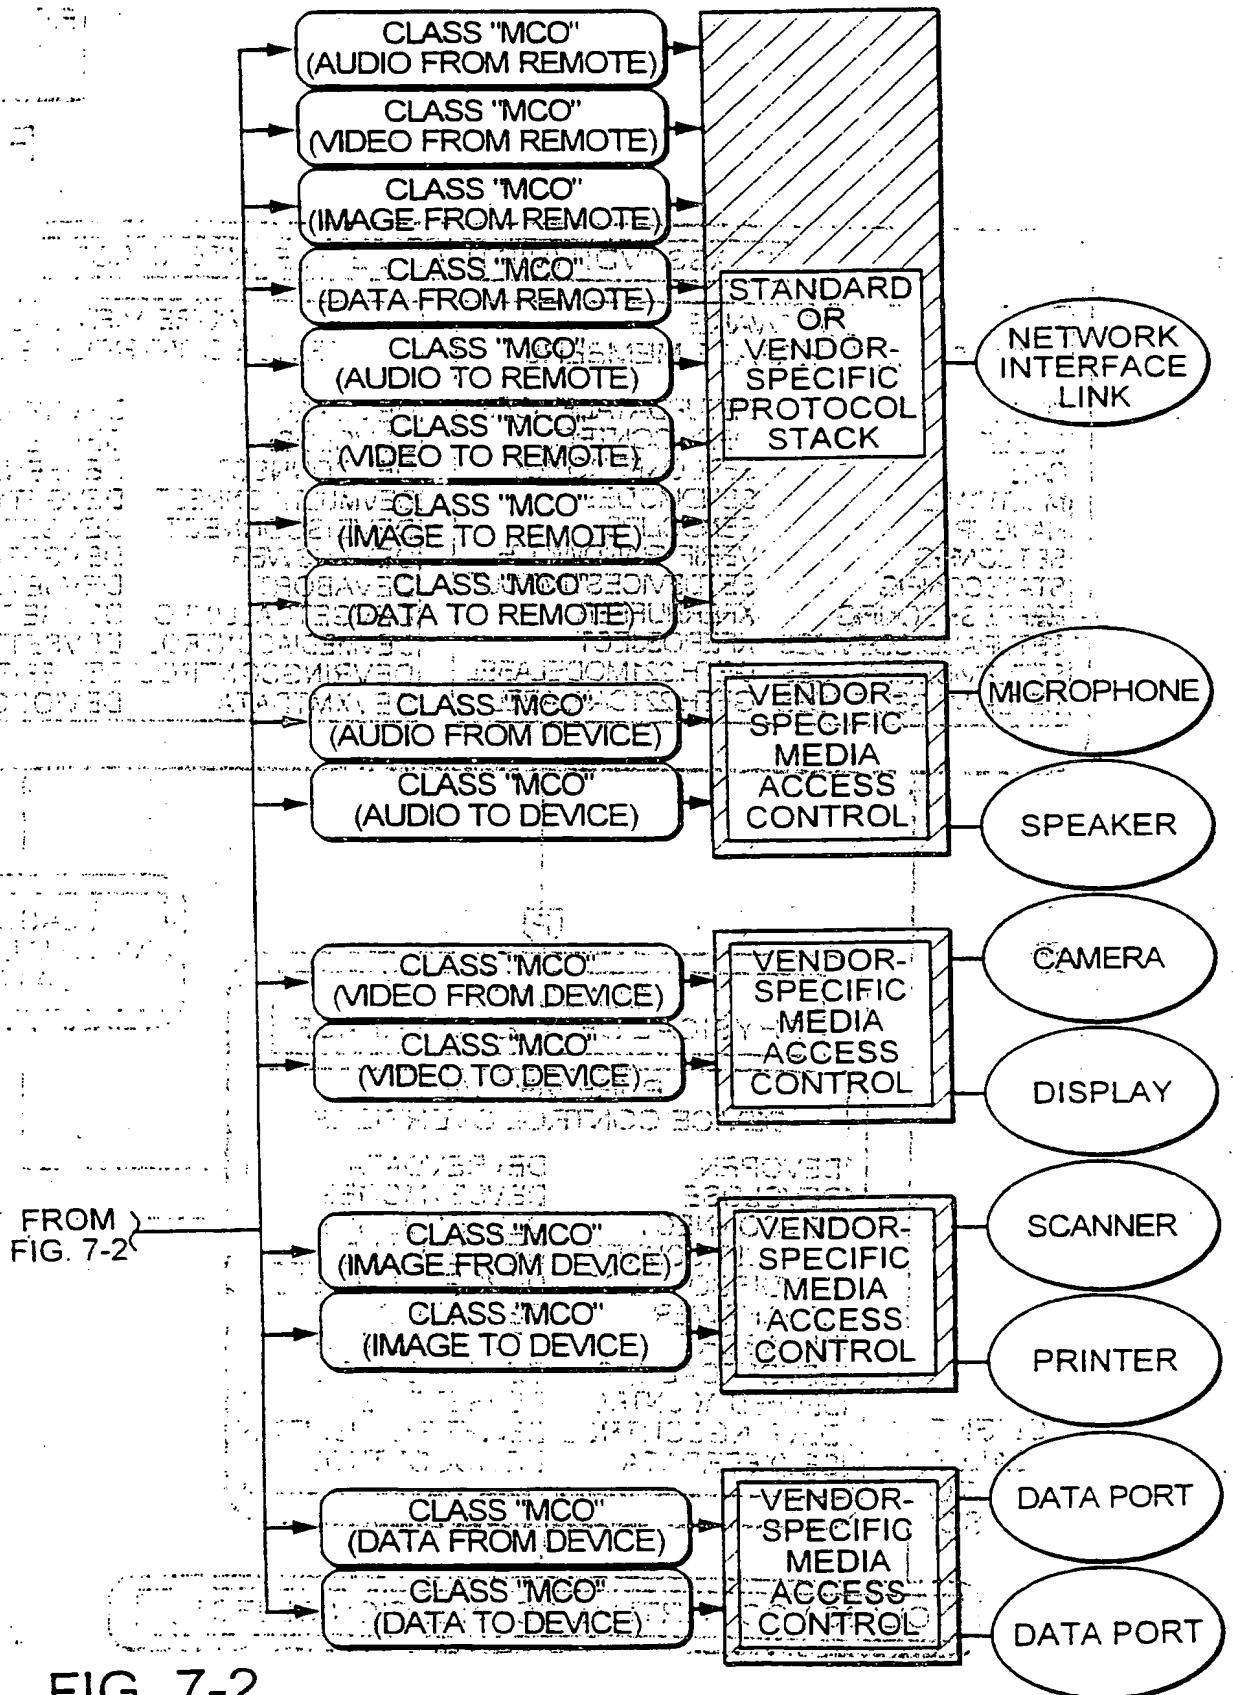 CLASS "MCO"
(AUDIO FROM REMOTE)
CLASS "MCO"
(VIDEO FROM REMOTE)
CLASS "MCO"
(IMAGE FROM REMOTE)
CLASS "MCO"
(DATA FROM REMOTE)
CLASS "MCO"
(AUDIO TO REMOTE)
CLASS "MCO"
(VIDEO TO REMOTE)
CLASS "MCO"
(IMAGE TO REMOTE)
CLASS "MCO"
(DATA TO REMOTE)
STANDARD
OR
VENDOR-
SPECIFIC
PROTOCOL
STACK
NETWORK
INTERFACE
LINK
CLASS "MCO"
(AUDIO FROM DEVICE)
CLASS "MCO"
(AUDIO TO DEVICE)
VENDOR-
SPECIFIC
MEDIA
ACCESS
CONTROL
MICROPHONE
SPEAKER
CLASS "MCO"
(VIDEO FROM DEVICE)
CLASS "MCO"
(VIDEO TO DEVICE)
VENDOR-
SPECIFIC
MEDIA
ACCESS
CONTROL
CAMERA
DISPLAY
FROM
FIG. 7-2
CLASS "MCO"
(IMAGE FROM DEVICE)
CLASS "MCO"
(IMAGE TO DEVICE)
VENDOR-
SPECIFIC
MEDIA
ACCESS
CONTROL
SCANNER
PRINTER
CLASS "MCO"
(DATA FROM DEVICE)
CLASS "MCO"
(DATA TO DEVICE)
VENDOR-
SPECIFIC
MEDIA
ACCESS
CONTROL
DATA PORT
DATA PORT
FIG. 7-2